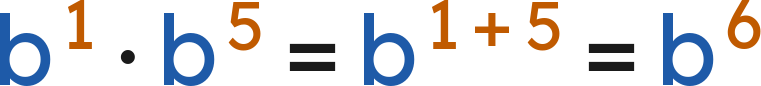 b¹ · b⁵ = b¹⁺⁵ = b⁶